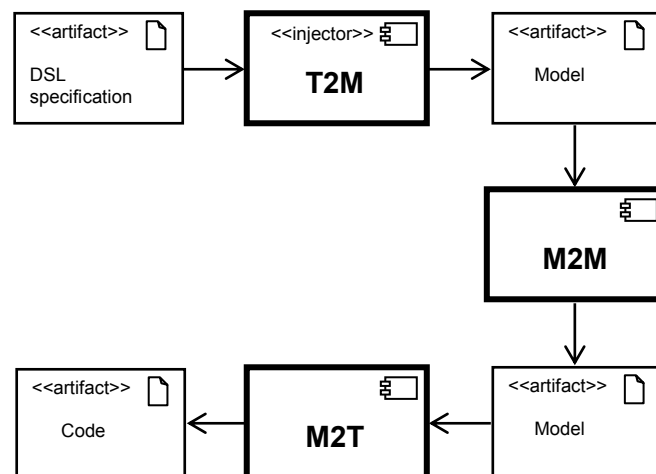 <<artifact>>
DSL
specification
<<injector>>
T2M
<<artifact>>
Model
M2M
<<artifact>>
Model
M2T
<<artifact>>
Code